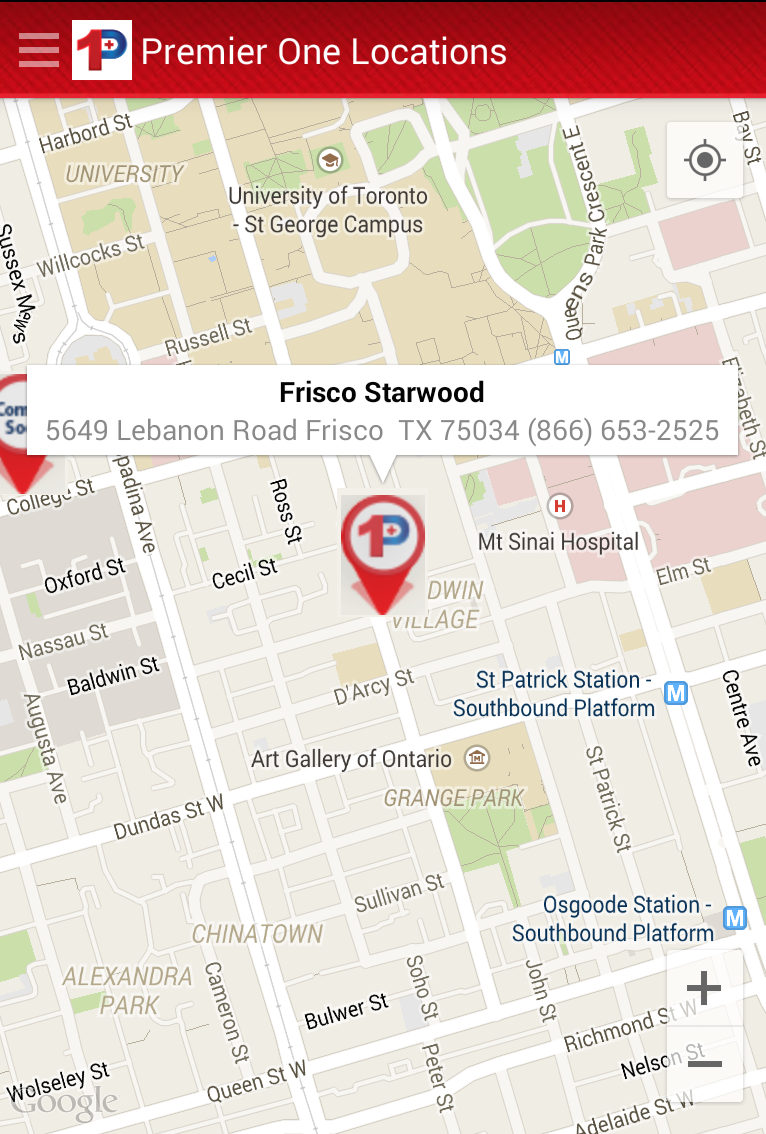 1P Premier One Locations
Harbord St
Bay St
UNIVERSITY
University of Toronto
- St George Campus
Queens Park Crescent E
Sussex Mews
Willcocks St
Russell St
M
Elizabeth St
Frisco Starwood
5649 Lebanon Road Frisco  TX 75034 (866) 653-2525
Com
Soo
College St
Spadina Ave
Ross St
H
Mt Sinai Hospital
1P
Oxford St
Cecil St
Elm St
DWIN
VILLAGE
Nassau St
Baldwin St
D'Arcy St
St Patrick Station -
Southbound Platform
M
Centre Ave
Augusta Ave
Art Gallery of Ontario
M
GRANGE PARK
St Patrick St
Dundas St W
Sullivan St
Osgoode Station -
Southbound Platform
M
CHINATOWN
ALEXANDRA
PARK
Cameron St
Soho St
John St
Bulwer St
Richmond St W
Peter St
Nelson St
Wolseley St
Queen St W
Google
Adelaide St W